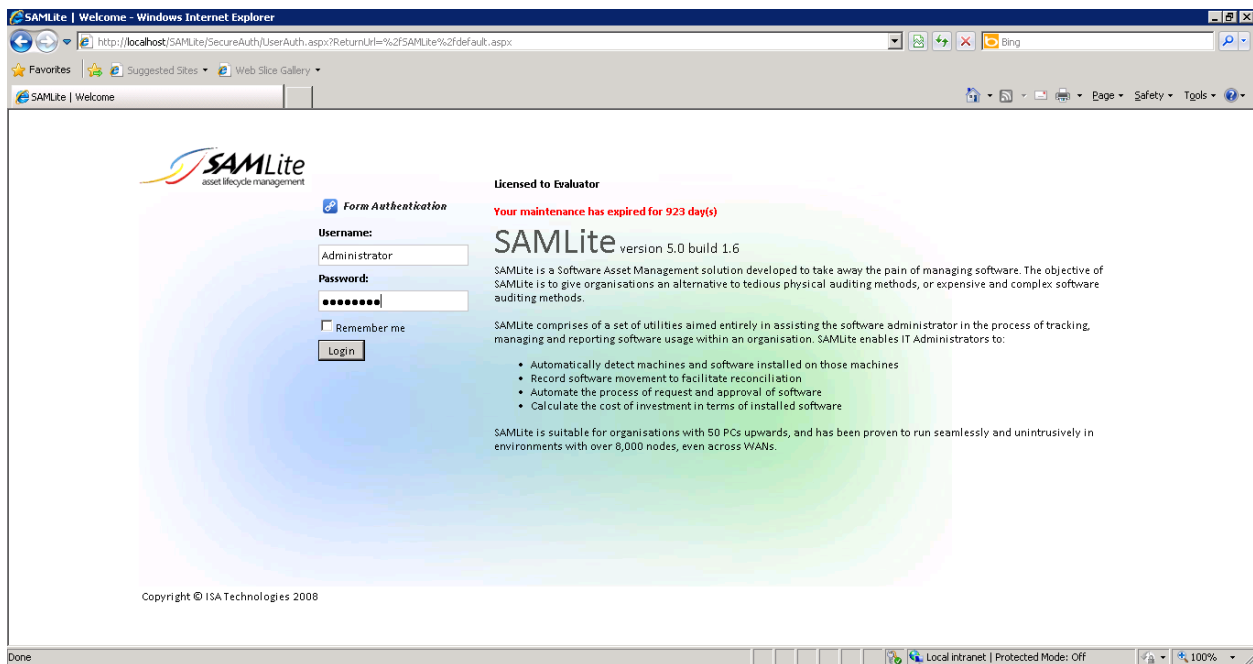 SAMLite | Welcome - Windows Internet Explorer
http://localhost/SAMLite/SecureAuth/UserAuth.aspx?ReturnUrl=%2fSAMLite%2fdefault.aspx
Bing
Favorites
Suggested Sites
Web Slice Gallery
SAMLite | Welcome
Page
Safety
Tools
SAMLite
asset lifecycle management
Form Authentication
Username:
Administrator
Password:
Remember me
Login
Licensed to Evaluator
Your maintenance has expired for 923 day(s)
SAMLite version 5.0 build 1.6
SAMLite is a Software Asset Management solution developed to take away the pain of managing software. The objective of
SAMLite is to give organisations an alternative to tedious physical auditing methods, or expensive and complex software
auditing methods.
SAMLite comprises of a set of utilities aimed entirely in assisting the software administrator in the process of tracking,
managing and reporting software usage within an organisation. SAMLite enables IT Administrators to:
• Automatically detect machines and software installed on those machines
• Record software movement to facilitate reconciliation
• Automate the process of request and approval of software
• Calculate the cost of investment in terms of installed software
SAMLite is suitable for organisations with 50 PCs upwards, and has been proven to run seamlessly and unintrusively in
environments with over 8,000 nodes, even across WANs.
Copyright © ISA Technologies 2008
Done
Local intranet | Protected Mode: Off
100%